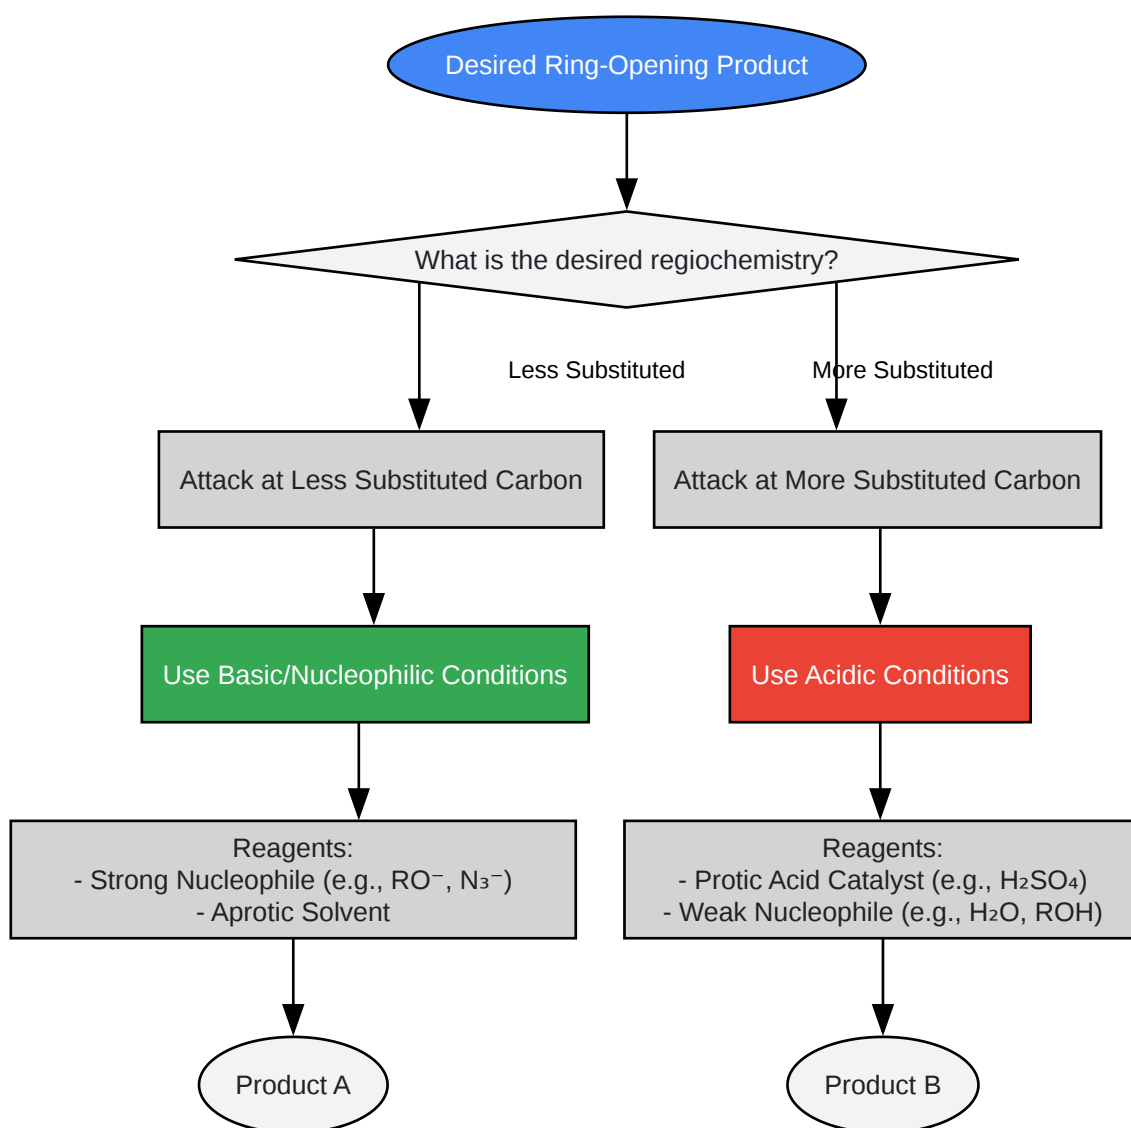 Desired Ring-Opening Product
What is the desired regiochemistry?
Less Substituted
More Substituted
Attack at Less Substituted Carbon
Attack at More Substituted Carbon
Use Basic/Nucleophilic Conditions
Use Acidic Conditions
Reagents:
- Strong Nucleophile (e.g., RO⁻, N₃⁻)
- Aprotic Solvent
Reagents:
- Protic Acid Catalyst (e.g., H₂SO₄)
- Weak Nucleophile (e.g., H₂O, ROH)
Product A
Product B